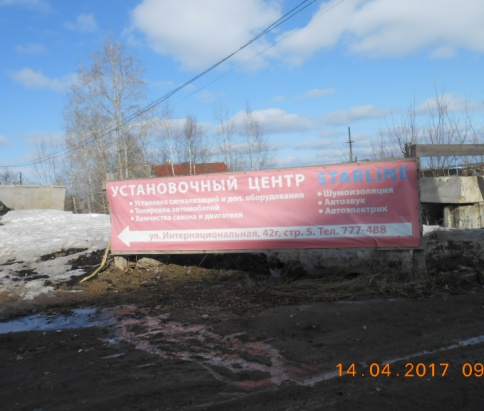 УСТАНОВОЧНЫЙ ЦЕНТР STARLINE
• Установка сигнализаций и доп. оборудования
• Тонировка автомобилей
• Химчистка салона и двигателя
• Шумоизоляция
• Автозвук
• Автоэлектрик
ул. Интернациональная, 42г, стр. 5. Тел. 777-488
14.04.2017 09